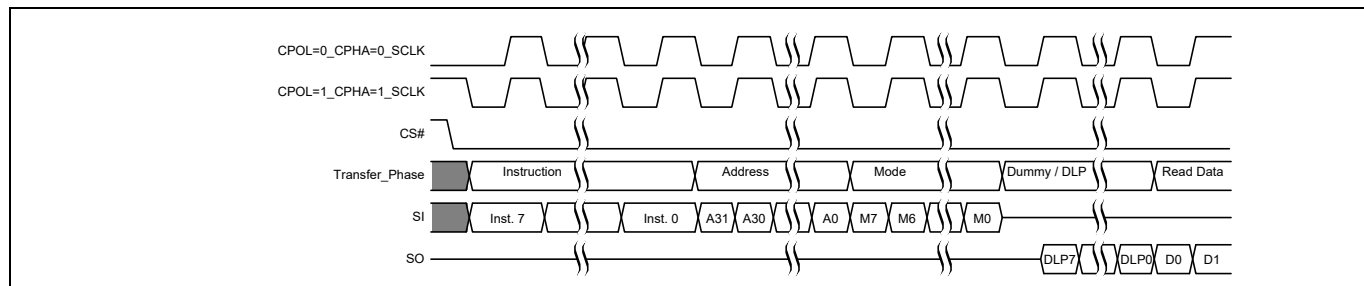 CPOL=0_CPHA=0_SCLK
CPOL=1_CPHA=1_SCLK
CS#
Transfer_Phase Instruction Address Mode Dummy / DLP Read Data
SI Inst. 7 Inst. 0 A31 A30 A0 M7 M6 M0
SO DLP7 DLP0 D0 D1